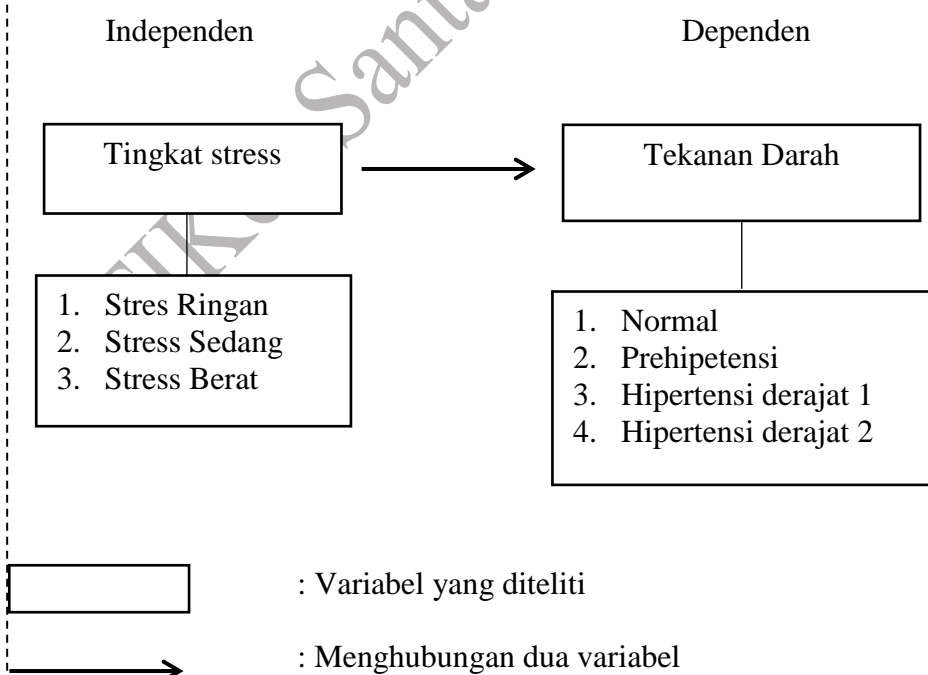 Independen
Dependen
Tingkat stress
Tekanan Darah
1. Stres Ringan
2. Stress Sedang
3. Stress Berat
1. Normal
2. Prehipetensi
3. Hipertensi derajat 1
4. Hipertensi derajat 2
: Variabel yang diteliti
: Menghubungan dua variabel